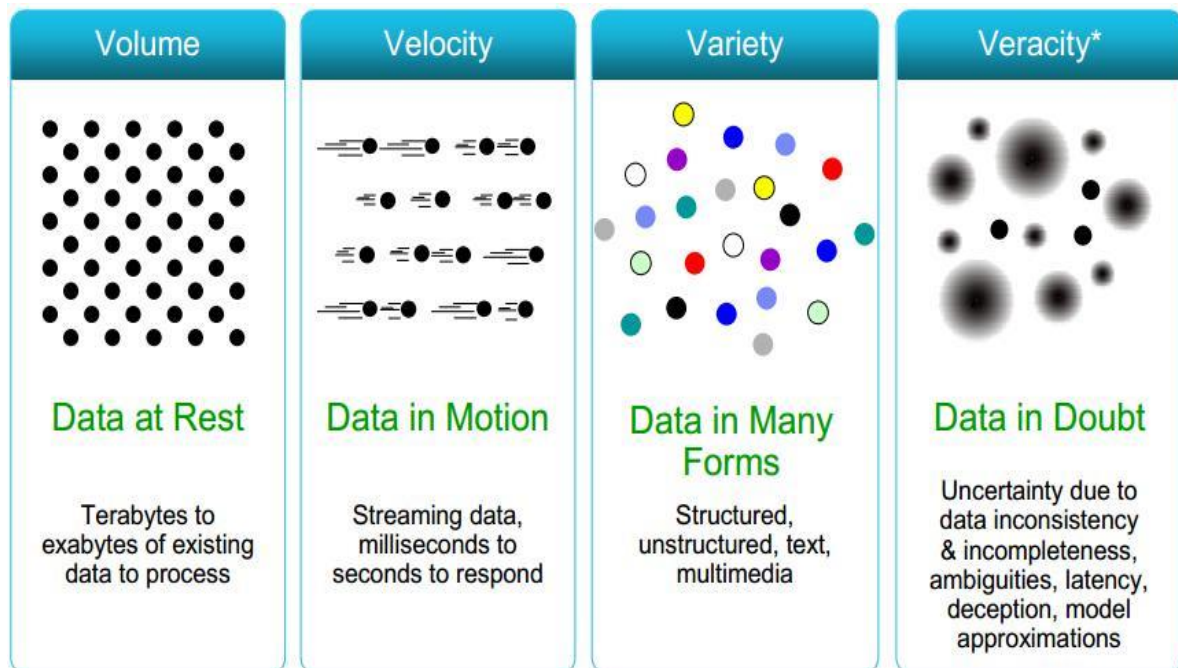 Volume
Data at Rest
Terabytes to
exabytes of existing
data to process
Velocity
Data in Motion
Streaming data,
milliseconds to
seconds to respond
Variety
Data in Many
Forms
Structured,
unstructured, text,
multimedia
Veracity*
Data in Doubt
Uncertainty due to
data inconsistency
& incompleteness,
ambiguities, latency,
deception, model
approximations